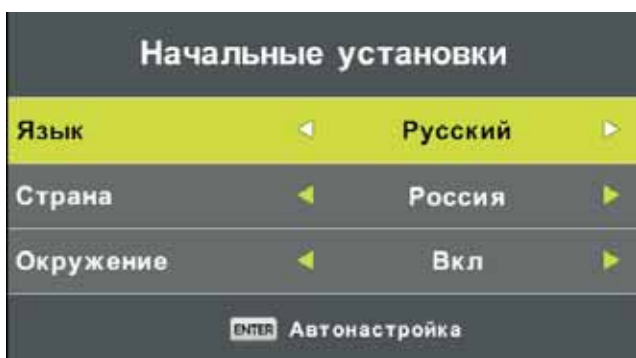 Начальные установки
Язык Русский
Страна Россия
Окружение Вкл
ENTER Автонастройка